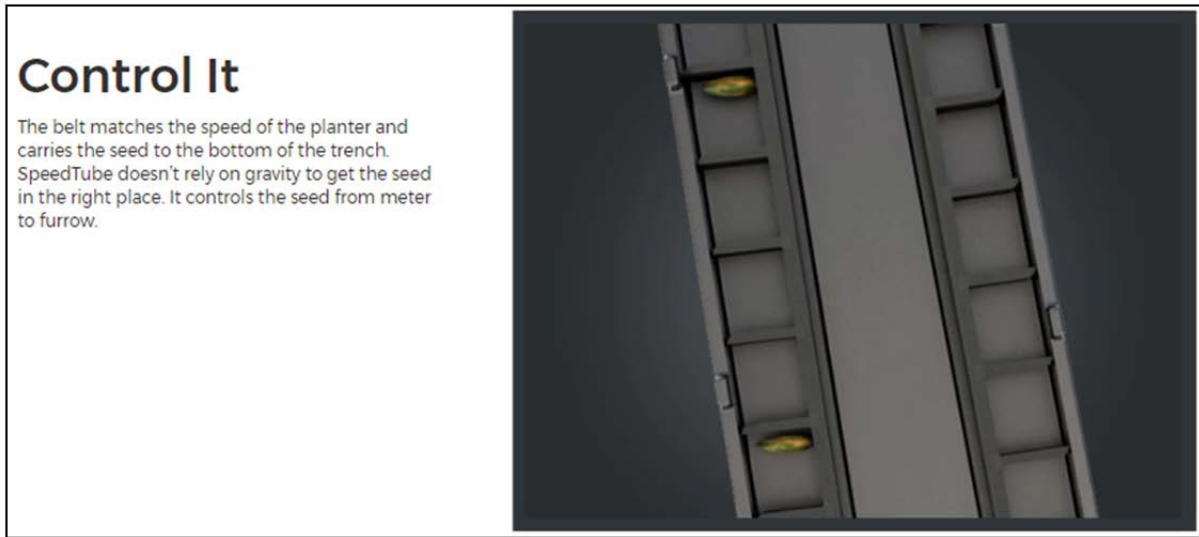 Control It
The belt matches the speed of the planter and
carries the seed to the bottom of the trench.
SpeedTube doesn't rely on gravity to get the seed
in the right place. It controls the seed from meter
to furrow.